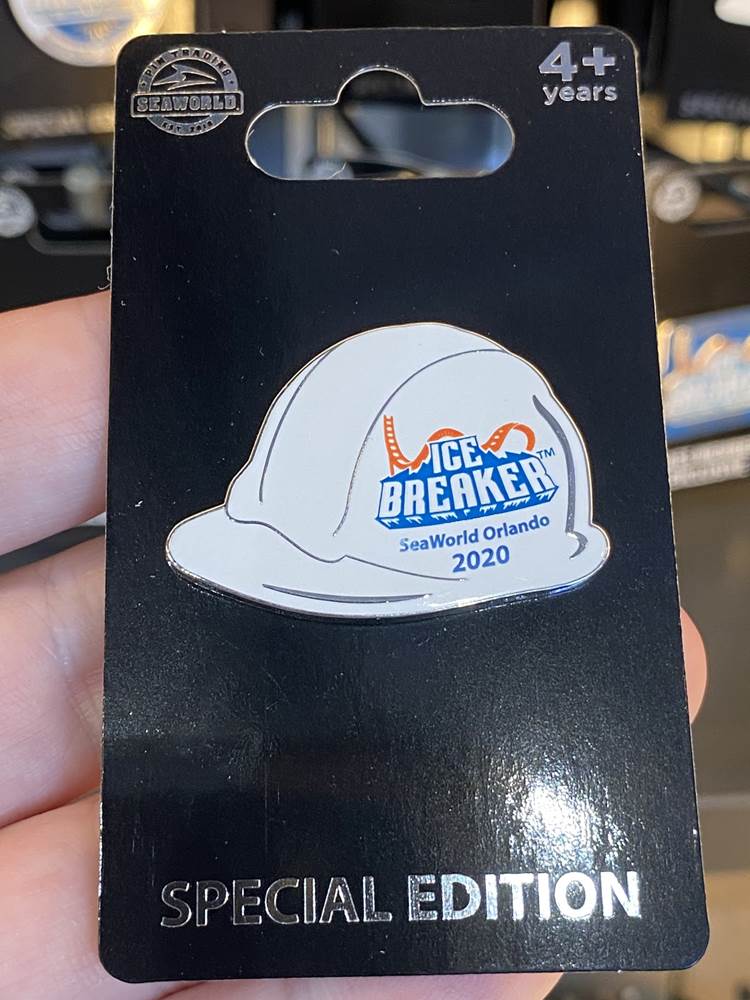 PIN TRADING
SEAWORLD
4+
years
ICE
BREAKER™
SeaWorld Orlando
2020
SPECIAL EDITION